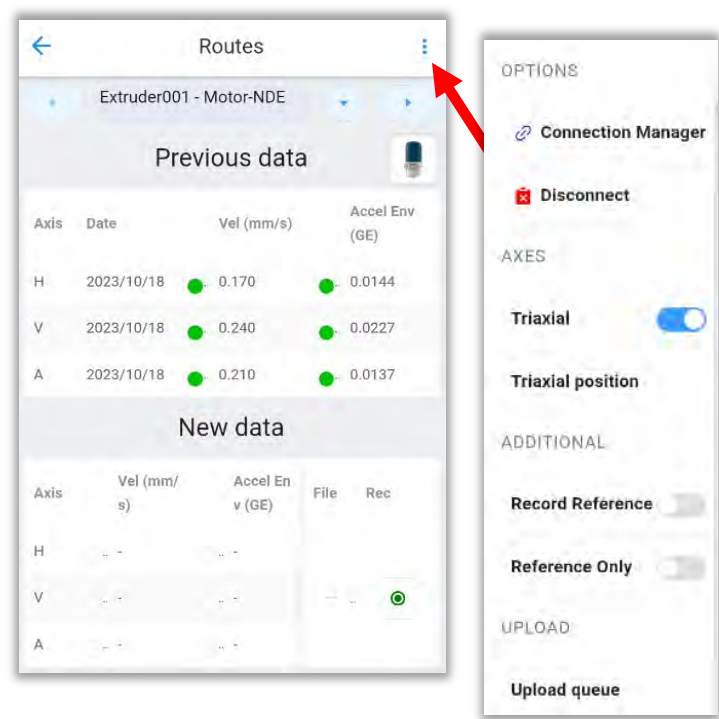 Routes
Extruder001 - Motor-NDE
Previous data
Axis Date Vel (mm/s) Accel Env
(GE)
H 2023/10/18 0.170 0.0144
V 2023/10/18 0.240 0.0227
A 2023/10/18 0.210 0.0137
New data
Axis Vel (mm/
s) Accel En
v (GE) File Rec
H .. - .. -
V .. - .. - ... ..
A .. - .. -
OPTIONS
Connection Manager
Disconnect
AXES
Triaxial
Triaxial position
ADDITIONAL
Record Reference
Reference Only
UPLOAD
Upload queue